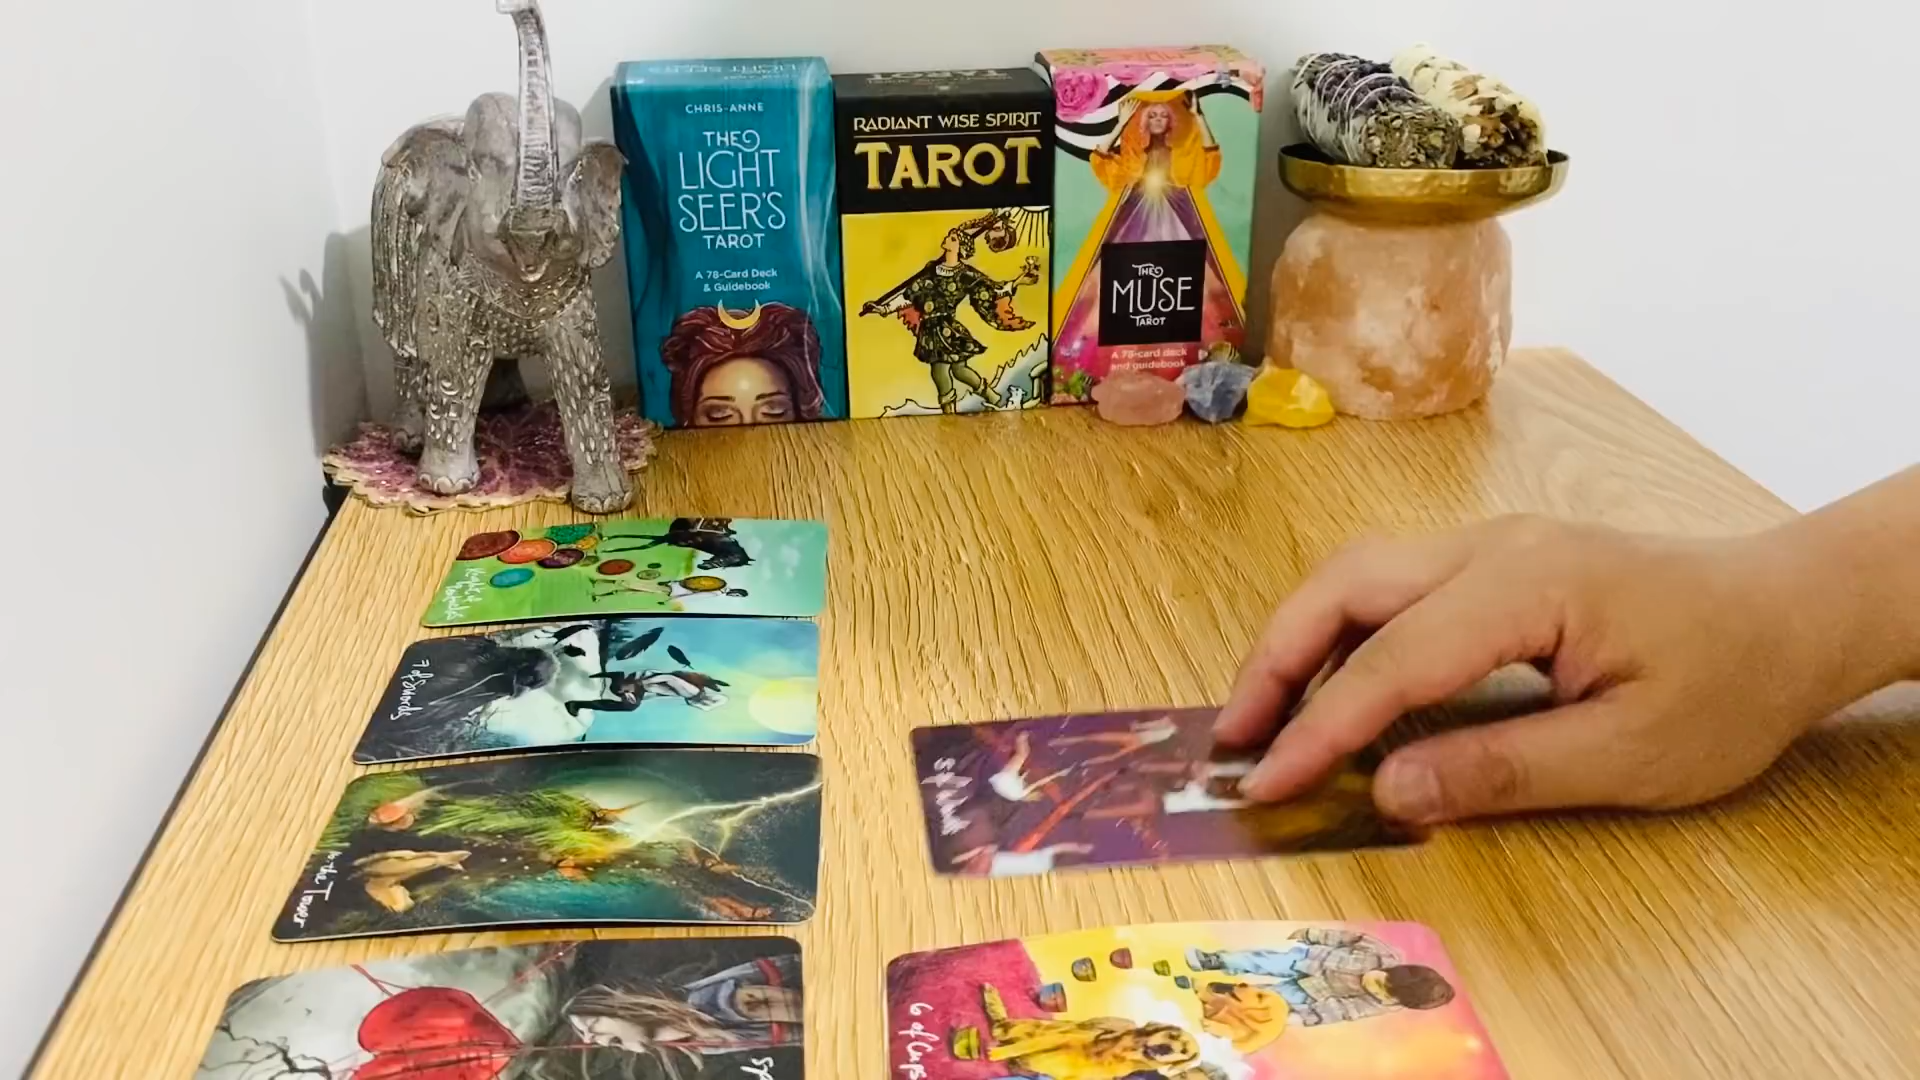 CHRIS-ANNE
THE
LIGHT
SEER'S
TAROT
A 78-Card Deck
& Guidebook
TAROT
RADIANT WISE SPIRIT
TAROT
THE
MUSE
TAROT
A 78-card deck
and guidebook
Knight of
Pentacles
7 of Swords
the Tower
6 of Cups